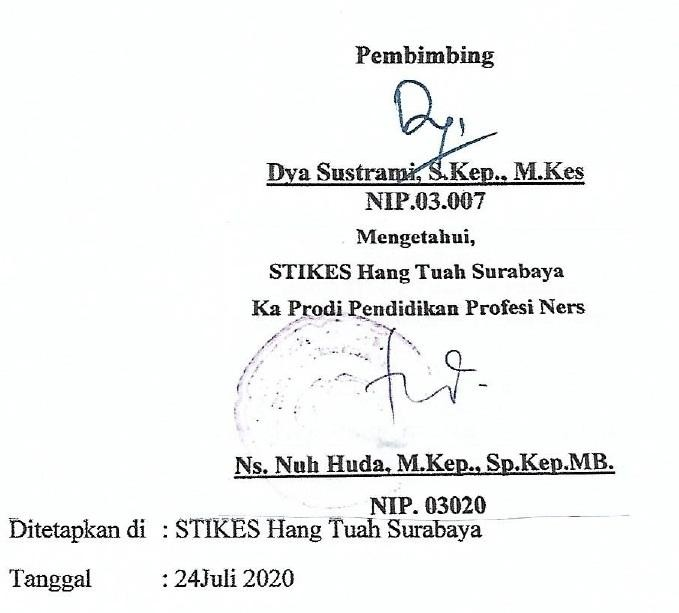 Pembimbing
Dya Sustrami, S.Kep., M.Kes
NIP.03.007
Mengetahui,
STIKES Hang Tuah Surabaya
Ka Prodi Pendidikan Profesi Ners
Ns. Nuh Huda, M.Kep., Sp.Kep.MB.
NIP. 03020
Ditetapkan di : STIKES Hang Tuah Surabaya
Tanggal : 24Juli 2020